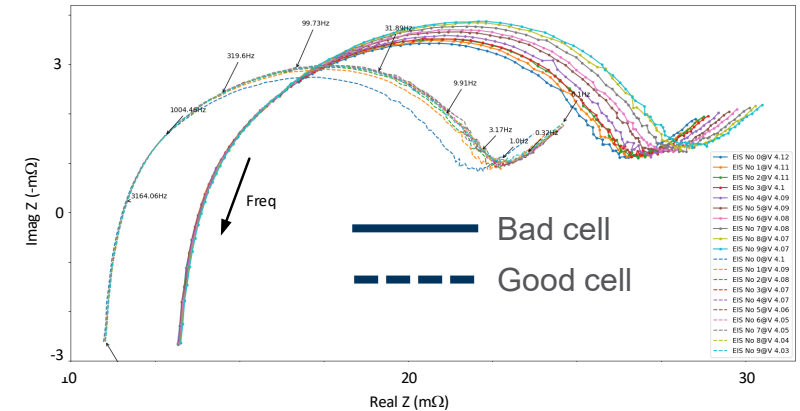 99.73Hz
31.89Hz
319.6Hz
9.91Hz
0.1Hz
1004.46Hz
3.17Hz
0.32Hz
1.0Hz
3164.06Hz
Freq
Bad cell
Good cell
3
0
-3
Imag Z (-mΩ)
10
20
30
Real Z (mΩ)
EIS No 0@V 4.12
EIS No 1@V 4.11
EIS No 2@V 4.11
EIS No 3@V 4.1
EIS No 4@V 4.09
EIS No 5@V 4.09
EIS No 6@V 4.08
EIS No 7@V 4.08
EIS No 8@V 4.07
EIS No 9@V 4.07
EIS No 0@V 4.1
EIS No 1@V 4.09
EIS No 2@V 4.08
EIS No 3@V 4.07
EIS No 4@V 4.07
EIS No 5@V 4.06
EIS No 6@V 4.05
EIS No 7@V 4.05
EIS No 8@V 4.04
EIS No 9@V 4.03